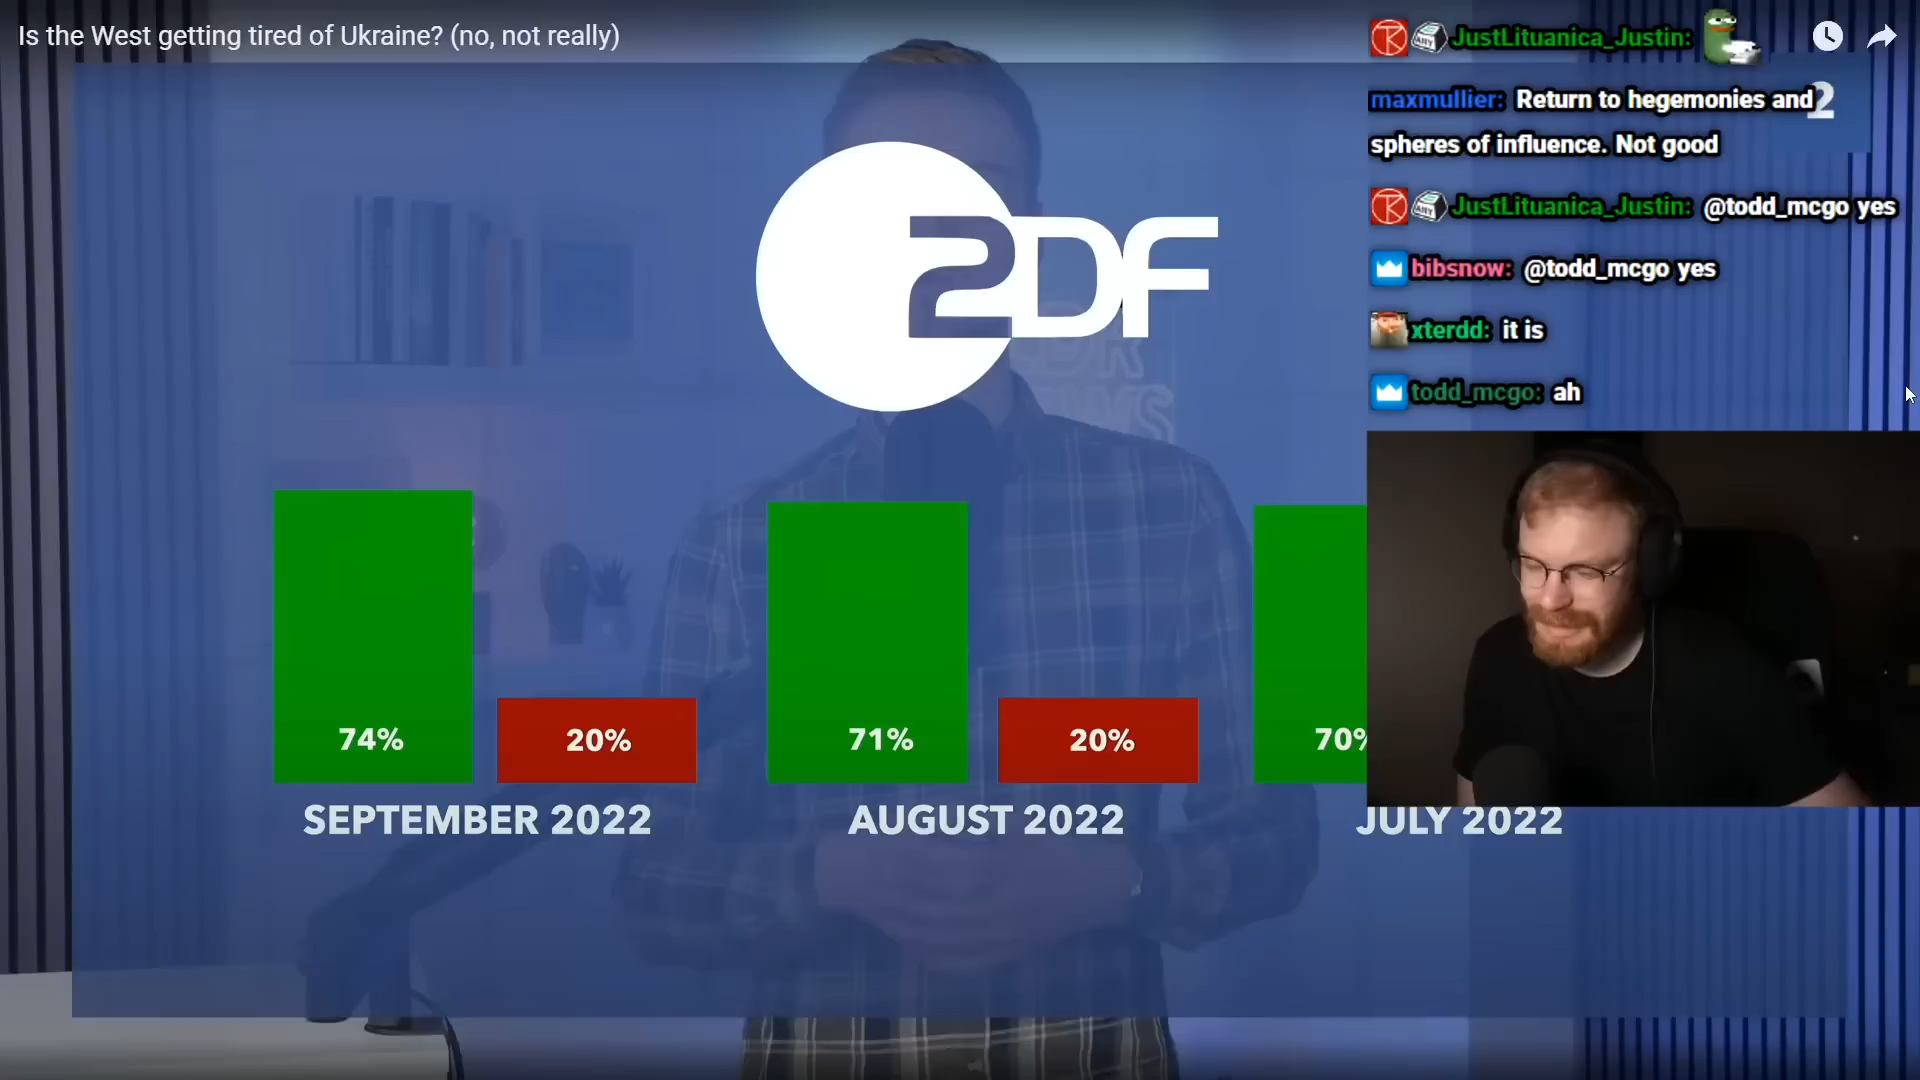 Is the West getting tired of Ukraine? (no, not really)
JustLituanica_Justin:
maxmullier: Return to hegemonies and
spheres of influence. Not good
JustLituanica_Justin: @todd_mcgo yes
bibsnow: @todd_mcgo yes
xterdd: it is
todd_mcgo: ah
2
ZDF
74%
20%
71%
20%
70%
SEPTEMBER 2022
AUGUST 2022
JULY 2022